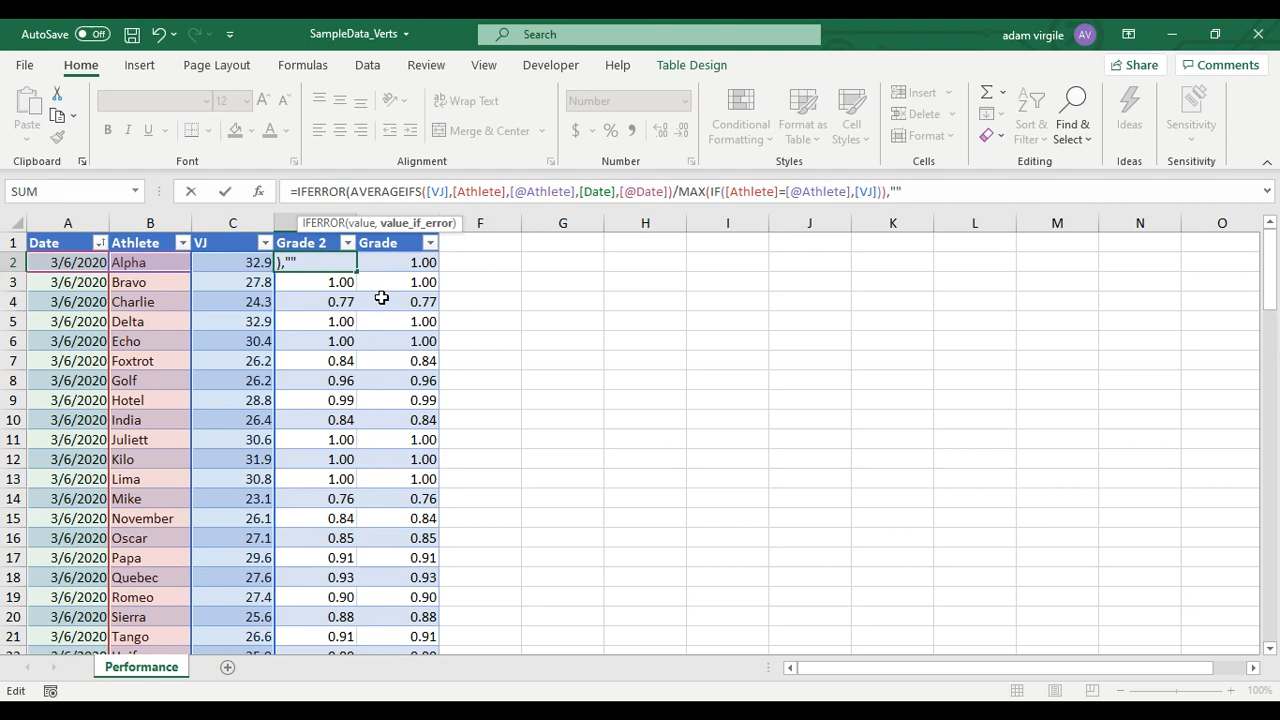 AutoSave Off SampleData_Verts Search adam virgile AV
File Home Insert Page Layout Formulas Data Review View Developer Help Table Design Share Comments
Paste 12 A A Wrap Text Number Conditional Formatting Format as Table Cell Styles Insert Delete Format Sort & Filter Find & Select Ideas Sensitivity
B I U A Merge & Center $ % 9
Clipboard Font Alignment Number Styles Cells Editing Ideas Sensitivity
SUM =IFERROR(AVERAGEIFS([VJ],[Athlete],[@Athlete],[Date],[@Date])/MAX(IF([Athlete]=[@Athlete],[VJ])),""
A B C F G H I J K L M N O
IFERROR(value, value_if_error)
1 Date Athlete VJ Grade 2 Grade
2 3/6/2020 Alpha 32.9 ),"" 1.00
3 3/6/2020 Bravo 27.8 1.00 1.00
4 3/6/2020 Charlie 24.3 0.77 0.77
5 3/6/2020 Delta 32.9 1.00 1.00
6 3/6/2020 Echo 30.4 1.00 1.00
7 3/6/2020 Foxtrot 26.2 0.84 0.84
8 3/6/2020 Golf 26.2 0.96 0.96
9 3/6/2020 Hotel 28.8 0.99 0.99
10 3/6/2020 India 26.4 0.84 0.84
11 3/6/2020 Juliett 30.6 1.00 1.00
12 3/6/2020 Kilo 31.9 1.00 1.00
13 3/6/2020 Lima 30.8 1.00 1.00
14 3/6/2020 Mike 23.1 0.76 0.76
15 3/6/2020 November 26.1 0.84 0.84
16 3/6/2020 Oscar 27.1 0.85 0.85
17 3/6/2020 Papa 29.6 0.91 0.91
18 3/6/2020 Quebec 27.6 0.93 0.93
19 3/6/2020 Romeo 27.4 0.90 0.90
20 3/6/2020 Sierra 25.6 0.88 0.88
21 3/6/2020 Tango 26.6 0.91 0.91
Performance
Edit 100%